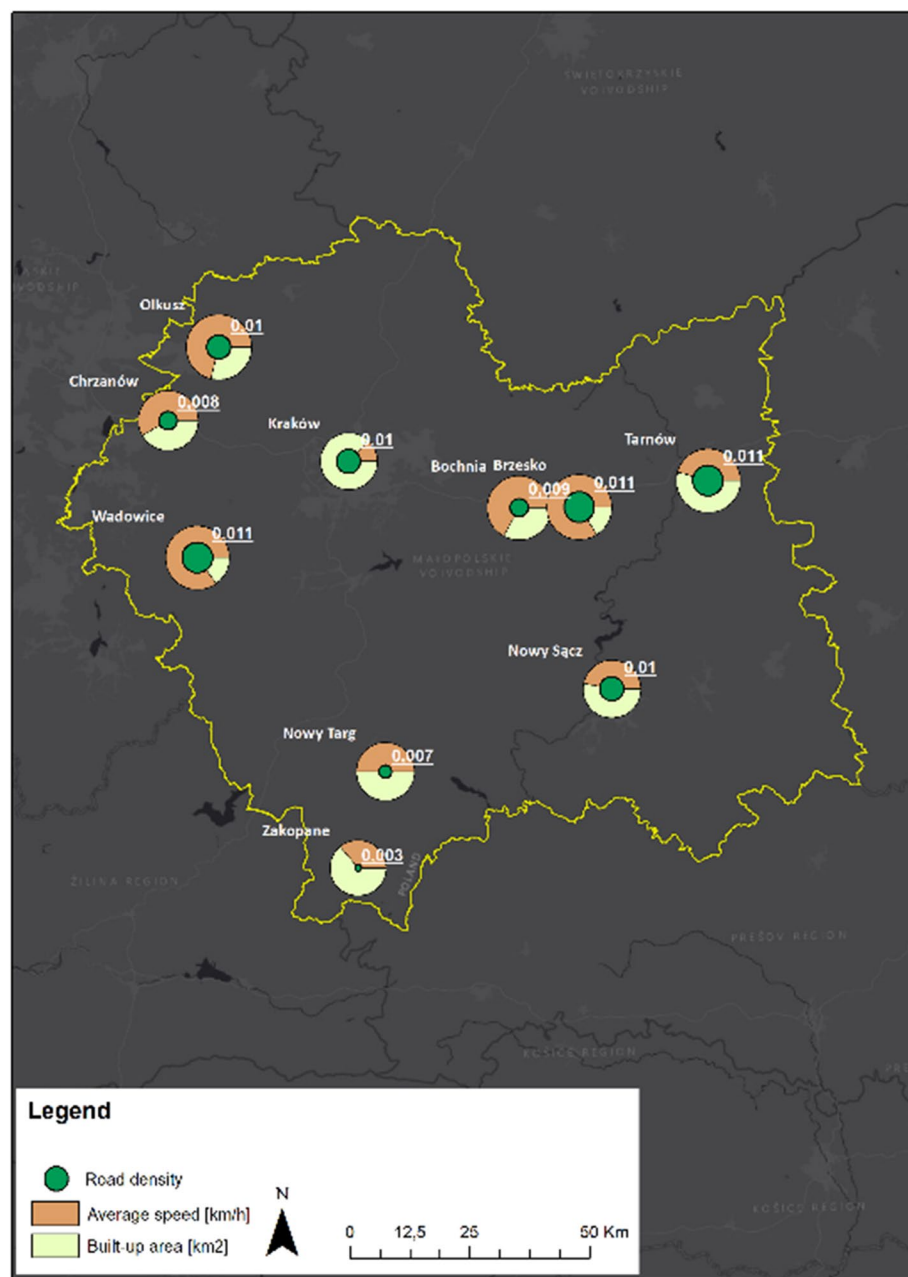 ŚWIĘTOKRZYSKIE
VOIVODSHIP
Olkusz
0.01
Chrzanów
0,008
Kraków
0.01
Tarnów
0.011
Bochnia Brzesko
0,009
0.011
Wadowice
0.011
MAŁOPOLSKIE
VOIVODSHIP
Nowy Sącz
0.01
Nowy Targ
0,007
Zakopane
0.003
POLAND
ŽILINA REGION
PREŠOV REGION
KOŠICE REGION
KOŠICE REGION
Legend
Road density
Average speed [km/h]
Built-up area [km2]
N
0 12,5 25 50 Km